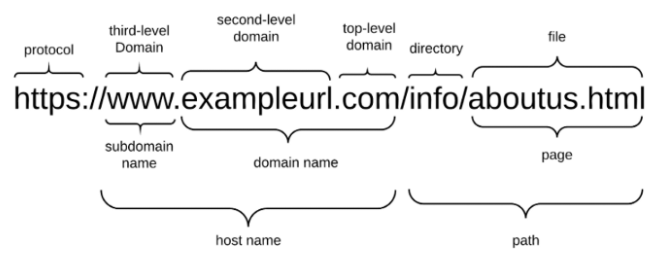 second-level
domain
third-level
Domain
top-level
domain
protocol
directory
file
https://www.exampleurl.com/info/aboutus.html
subdomain
name
domain name
page
host name
path